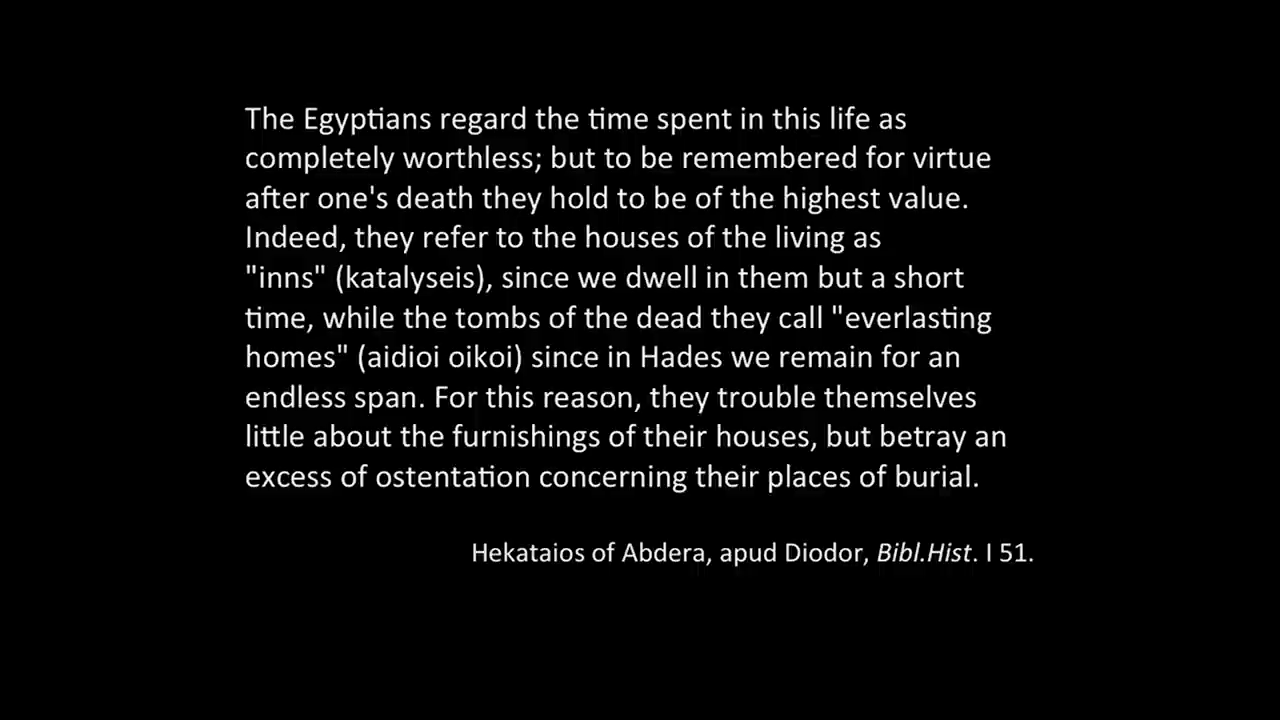 The Egyptians regard the time spent in this life as
completely worthless; but to be remembered for virtue
after one's death they hold to be of the highest value.
Indeed, they refer to the houses of the living as
"inns" (katalyseis), since we dwell in them but a short
time, while the tombs of the dead they call "everlasting
homes" (aidioi oikoi) since in Hades we remain for an
endless span. For this reason, they trouble themselves
little about the furnishings of their houses, but betray an
excess of ostentation concerning their places of burial.
Hekataios of Abdera, apud Diodor, Bibl.Hist. I 51.